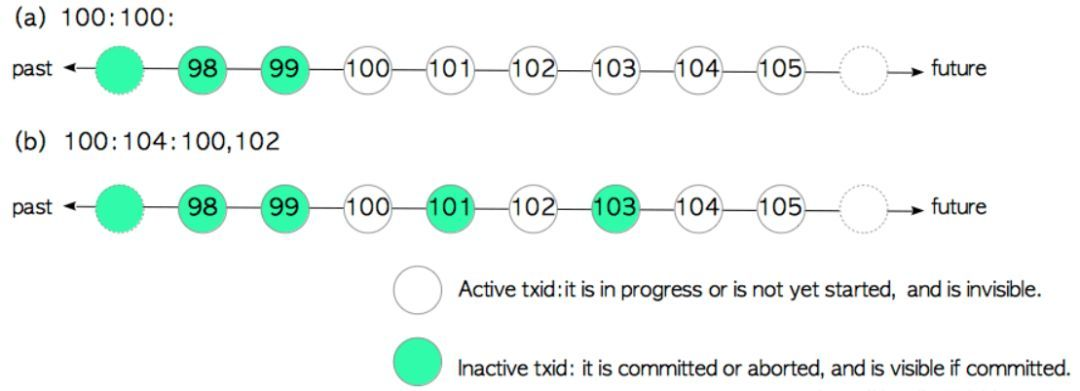 (a) 100:100:
past 98 99 100 101 102 103 104 105 future
(b) 100:104:100,102
past 98 99 100 101 102 103 104 105 future
Active txid:it is in progress or is not yet started, and is invisible.
Inactive txid: it is committed or aborted, and is visible if committed.